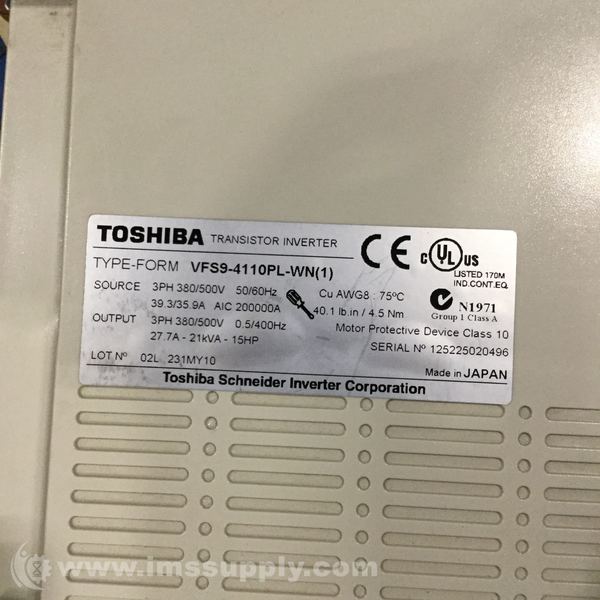 TOSHIBA TRANSISTOR INVERTER
CE
c UL us
LISTED 170M
IND.CONT.EQ
TYPE-FORM VFS9-4110PL-WN(1)
SOURCE 3PH 380/500V 50/60Hz Cu AWG8 : 75ºC
39.3/35.9A AIC 200000A 40.1 lb.in / 4.5 Nm
N1971
Group 1 Class A
OUTPUT 3PH 380/500V 0.5/400Hz Motor Protective Device Class 10
27.7A - 21kVA - 15HP
SERIAL Nº 125225020496
LOT Nº 02L 231MY10
Made in JAPAN
Toshiba Schneider Inverter Corporation
www.imssupply.com